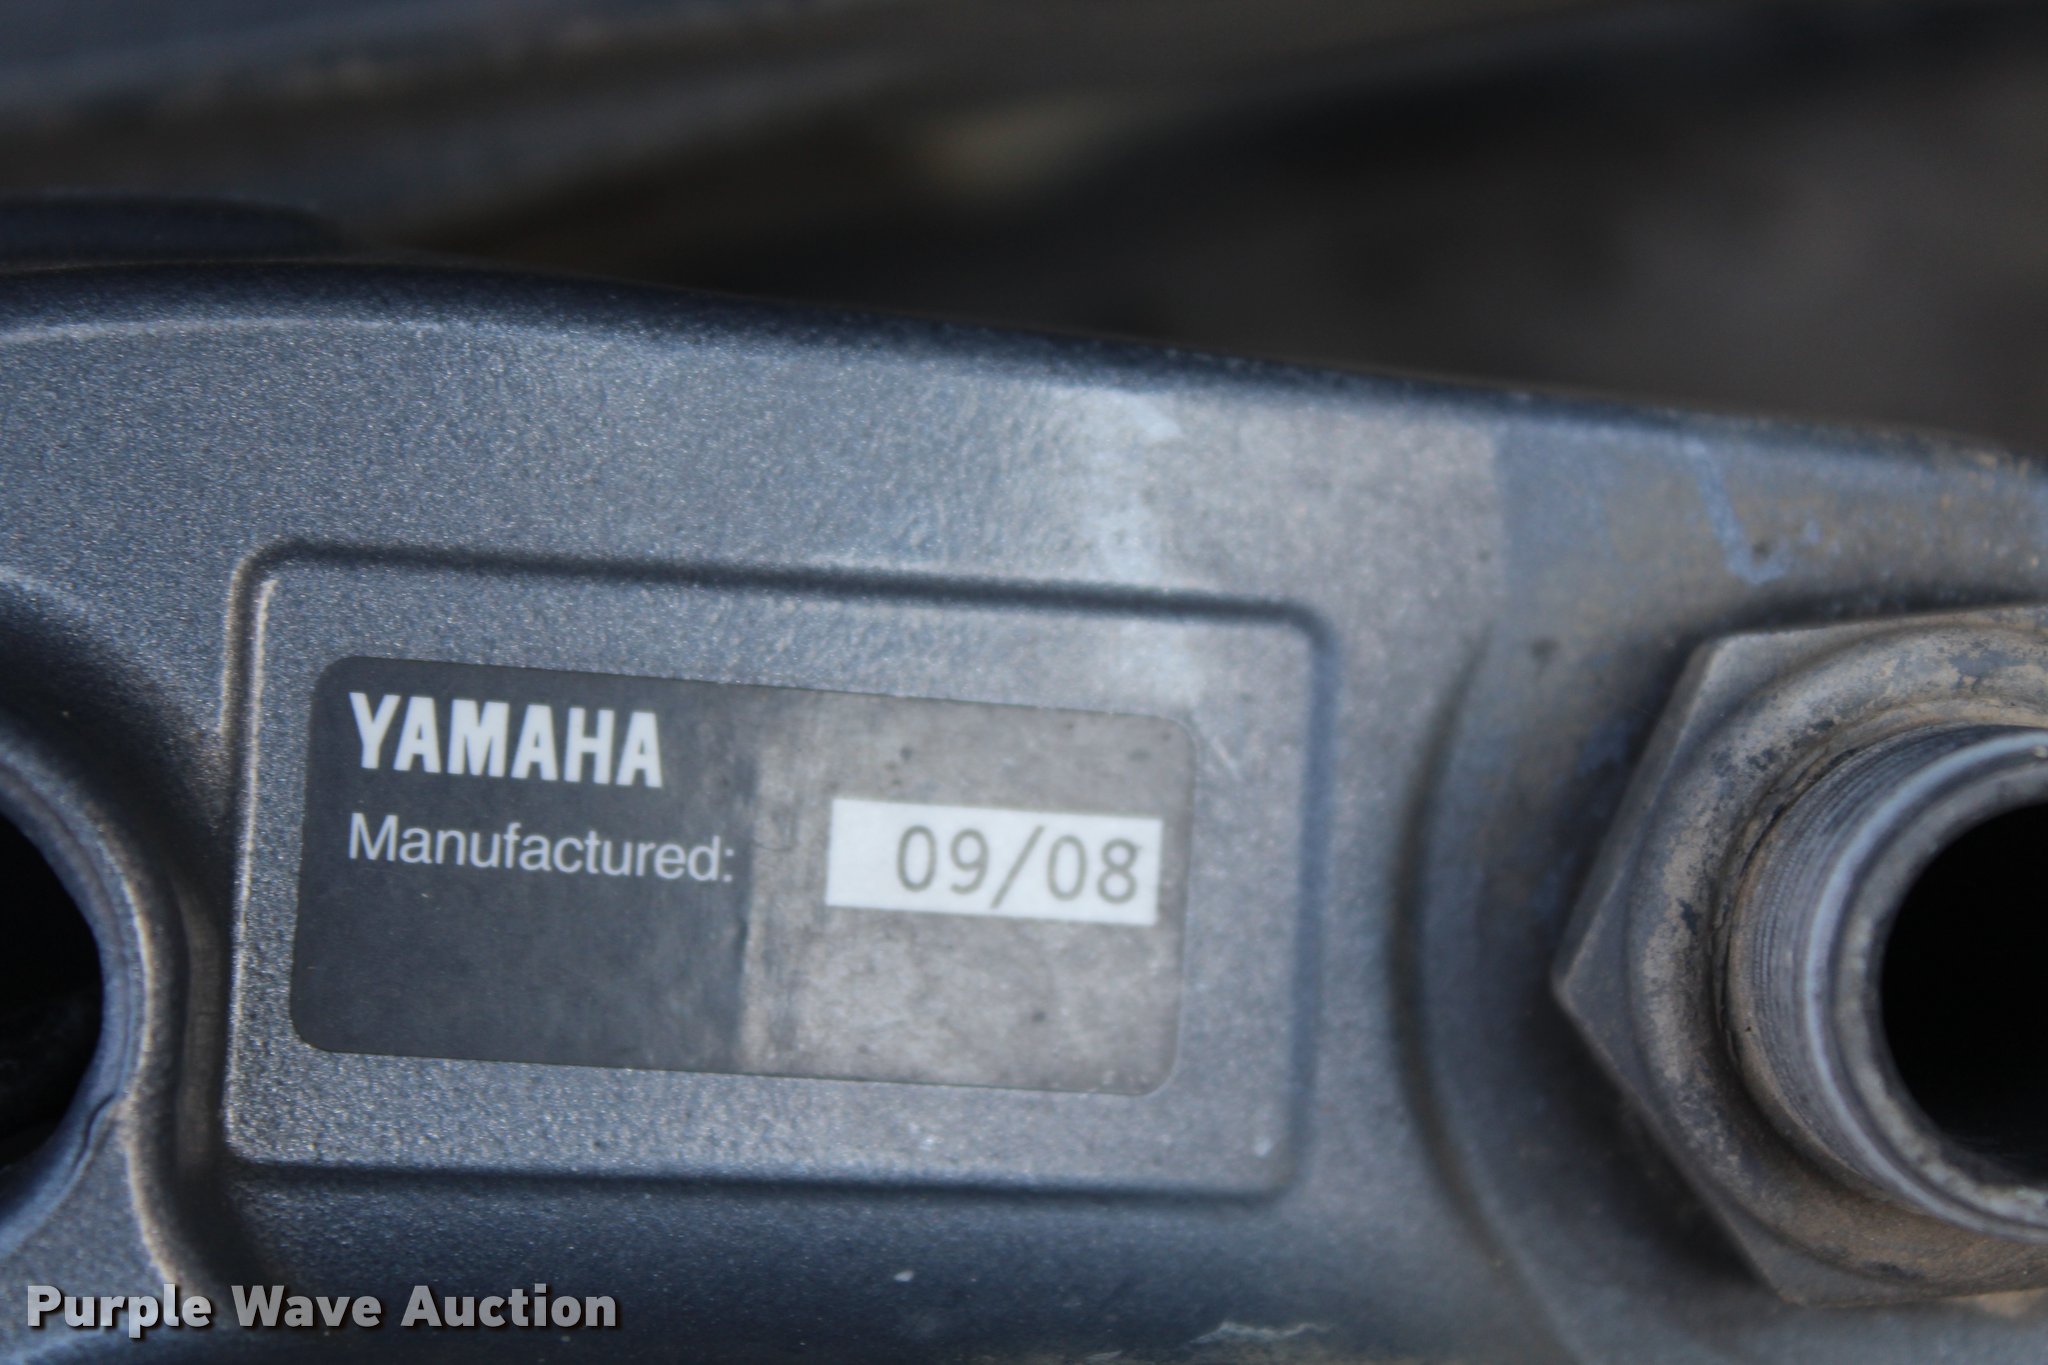 YAMAHA
Manufactured: 09/08
Purple Wave Auction